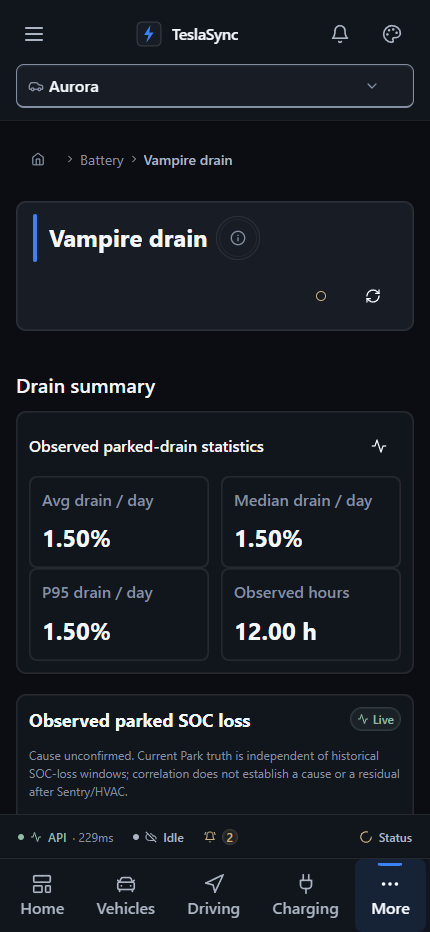 TeslaSync
Aurora
Battery
Vampire drain
Vampire drain
Drain summary
Observed parked-drain statistics
Avg drain / day
1.50%
Median drain / day
1.50%
P95 drain / day
1.50%
Observed hours
12.00 h
Observed parked SOC loss
Live
Cause unconfirmed. Current Park truth is independent of historical
SOC-loss windows; correlation does not establish a cause or a residual
after Sentry/HVAC.
API · 229ms
Idle
2
Status
Home
Vehicles
Driving
Charging
More